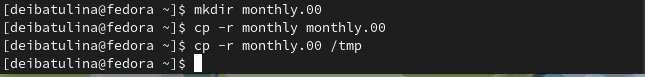 [deibatulina@fedora ~]$ mkdir monthly.00
[deibatulina@fedora ~]$ cp -r monthly monthly.00
[deibatulina@fedora ~]$ cp -r monthly.00 /tmp
[deibatulina@fedora ~]$